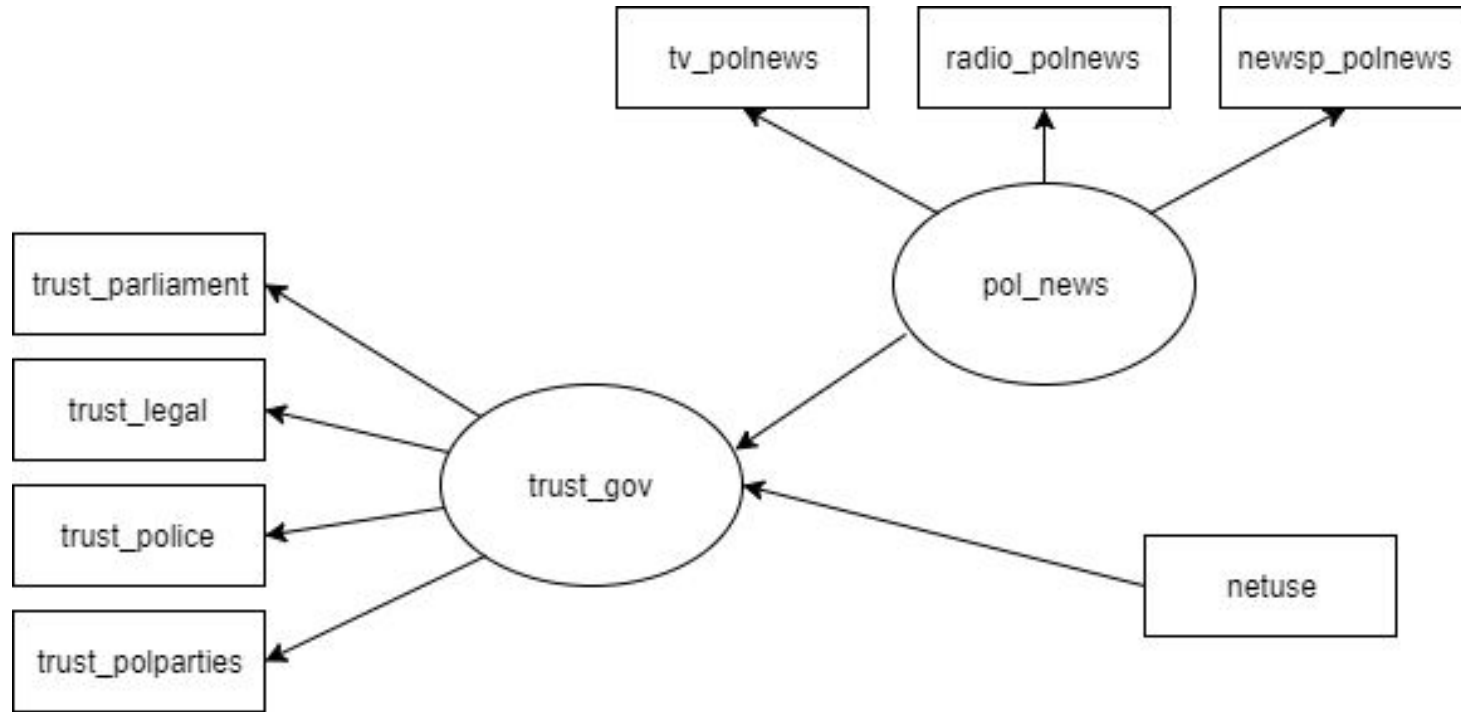 tv_polnews
radio_polnews
newsp_polnews
pol_news
trust_parliament
trust_legal
trust_police
trust_polparties
trust_gov
netuse